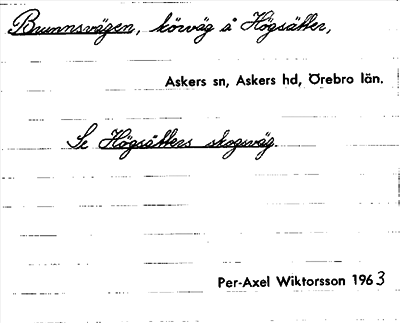 Brunnsvägen, körväg å Högsätter,
Askers sn, Askers hd, Örebro län.
Se Högsätters skogsväg.
Per-Axel Wiktorsson 1963